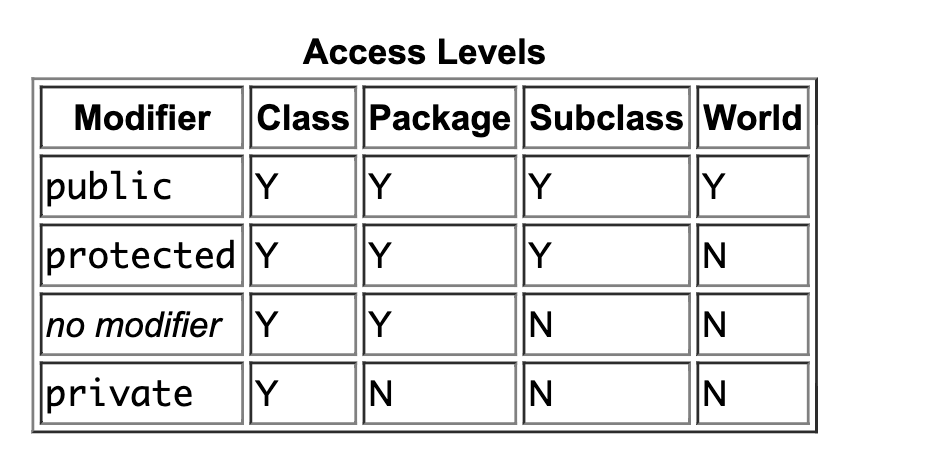 Access Levels
Modifier Class Package Subclass World
public Y Y Y Y
protected Y Y Y N
no modifier Y Y N N
private Y N N N